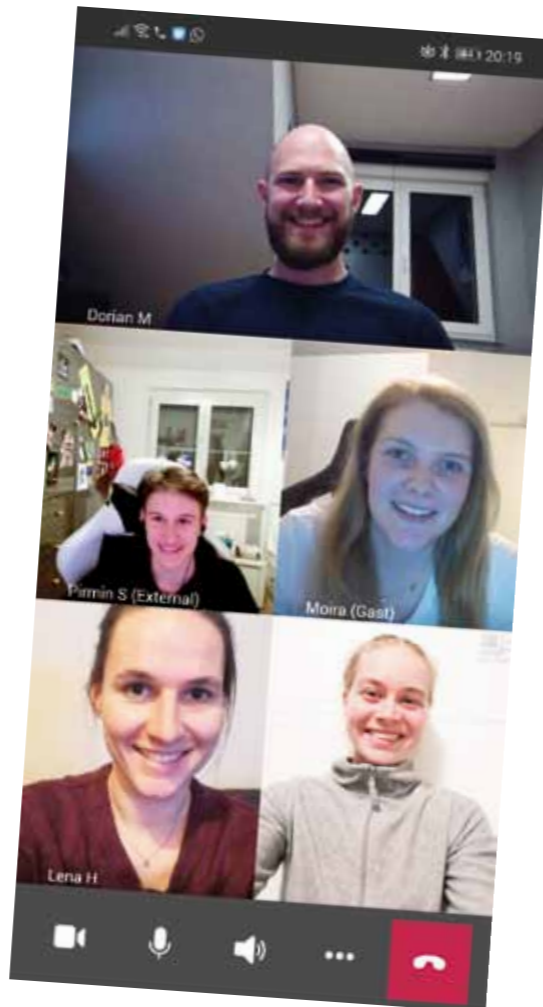 20:19
Dorian M
Pirmin S (External)
Moira (Gast)
Lena H